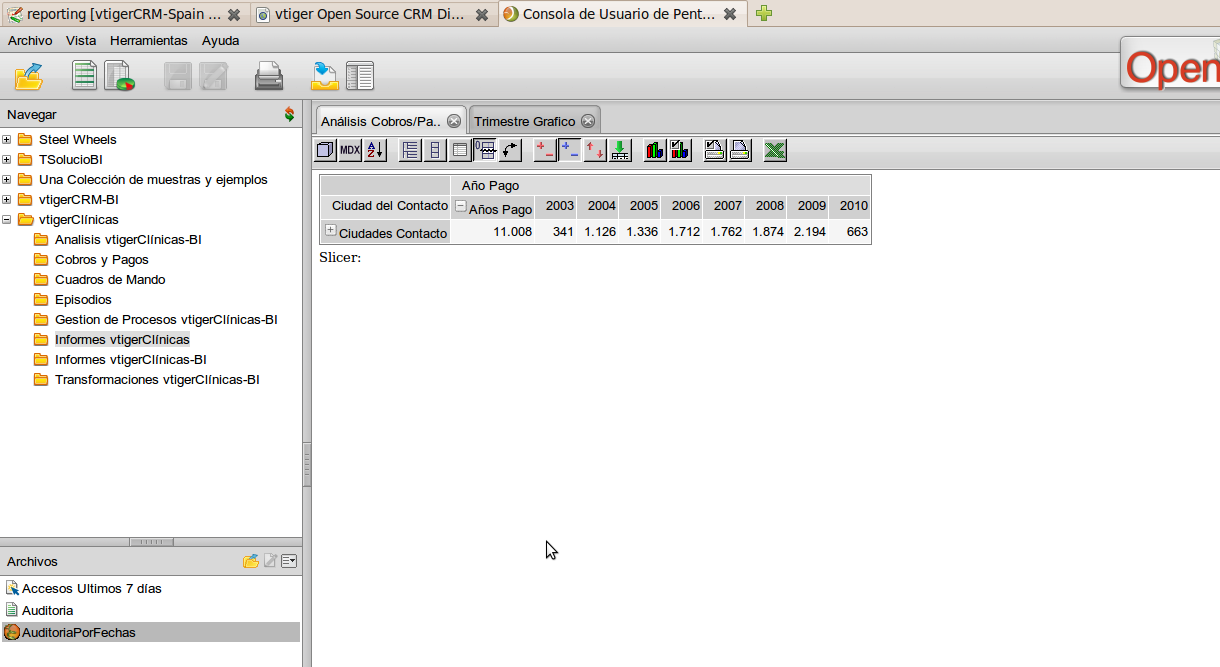 reporting [vtigerCRM-Spain ...
vtiger Open Source CRM Di...
Consola de Usuario de Pent...
Archivo Vista Herramientas Ayuda
Open
Navegar
Steel Wheels
TSolucioBI
Una Colección de muestras y ejemplos
vtigerCRM-BI
vtigerClínicas
Analisis vtigerClínicas-BI
Cobros y Pagos
Cuadros de Mando
Episodios
Gestion de Procesos vtigerClínicas-BI
Informes vtigerClínicas
Informes vtigerClínicas-BI
Transformaciones vtigerClínicas-BI
Archivos
Accesos Ultimos 7 días
Auditoria
AuditoriaPorFechas
Análisis Cobros/Pa.. Trimestre Grafico
MDX
Año Pago
Ciudad del Contacto Años Pago 2003 2004 2005 2006 2007 2008 2009 2010
Ciudades Contacto 11.008 341 1.126 1.336 1.712 1.762 1.874 2.194 663
Slicer: